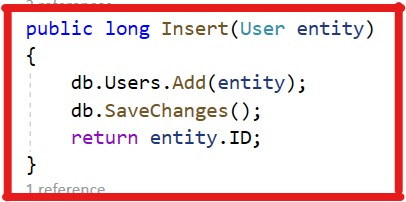 public long Insert(User entity)
{
db.Users.Add(entity);
db.SaveChanges();
return entity.ID;
}
1 reference